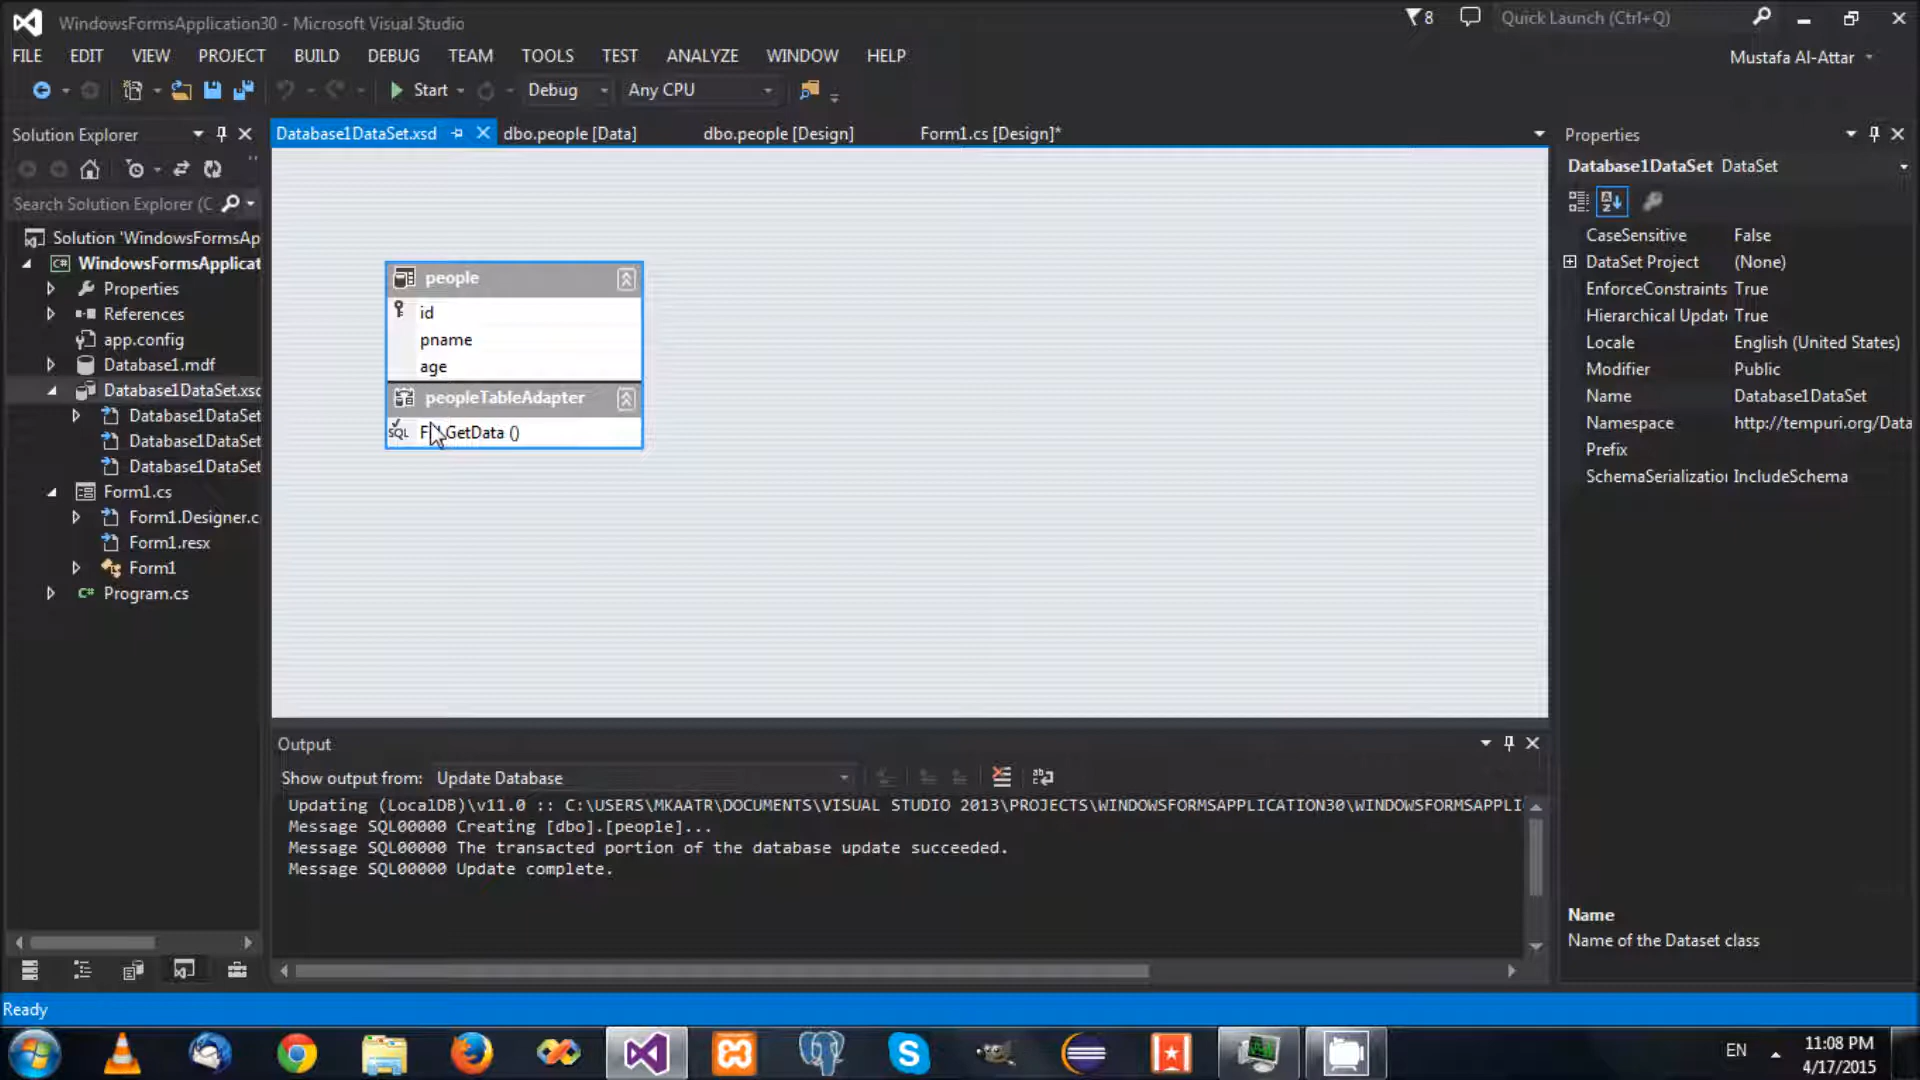 WindowsFormsApplication30 - Microsoft Visual Studio
8
Quick Launch (Ctrl+Q)
FILE EDIT VIEW PROJECT BUILD DEBUG TEAM TOOLS TEST ANALYZE WINDOW HELP
Mustafa Al-Attar
Start Debug Any CPU
Solution Explorer
Search Solution Explorer (C
Solution 'WindowsFormsAp
WindowsFormsApplicat
Properties
References
app.config
Database1.mdf
Database1DataSet.xsc
Database1DataSet
Database1DataSet
Database1DataSet
Form1.cs
Form1.Designer.c
Form1.resx
Form1
Program.cs
Database1DataSet.xsd dbo.people [Data] dbo.people [Design] Form1.cs [Design]*
people
id
pname
age
peopleTableAdapter
SQL GetData ()
Output
Show output from: Update Database
Updating (LocalDB)\v11.0 :: C:\USERS\MKAATR\DOCUMENTS\VISUAL STUDIO 2013\PROJECTS\WINDOWSFORMSAPPLICATION30\WINDOWSFORMSAPPLI
Message SQL00000 Creating [dbo].[people]...
Message SQL00000 The transacted portion of the database update succeeded.
Message SQL00000 Update complete.
Properties
Database1DataSet DataSet
CaseSensitive False
DataSet Project (None)
EnforceConstraints True
Hierarchical Updat True
Locale English (United States)
Modifier Public
Name Database1DataSet
Namespace http://tempuri.org/Data
Prefix
SchemaSerializatio IncludeSchema
Name
Name of the Dataset class
Ready
EN
11:08 PM
4/17/2015